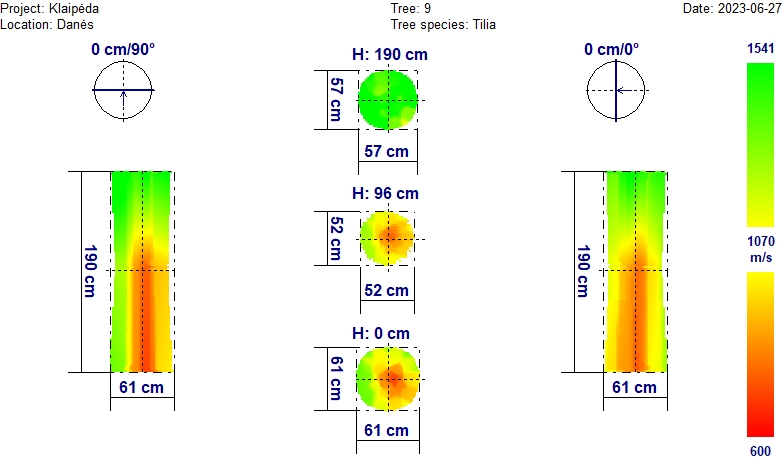 Project: Klaipėda Tree: 9 Date: 2023-06-27
Location: Danės Tree species: Tilia
0 cm/90° H: 190 cm 0 cm/0° 1541
57 cm
57 cm
H: 96 cm
52 cm
190 cm 190 cm 1070
m/s
52 cm
H: 0 cm
61 cm
61 cm 61 cm
61 cm
600